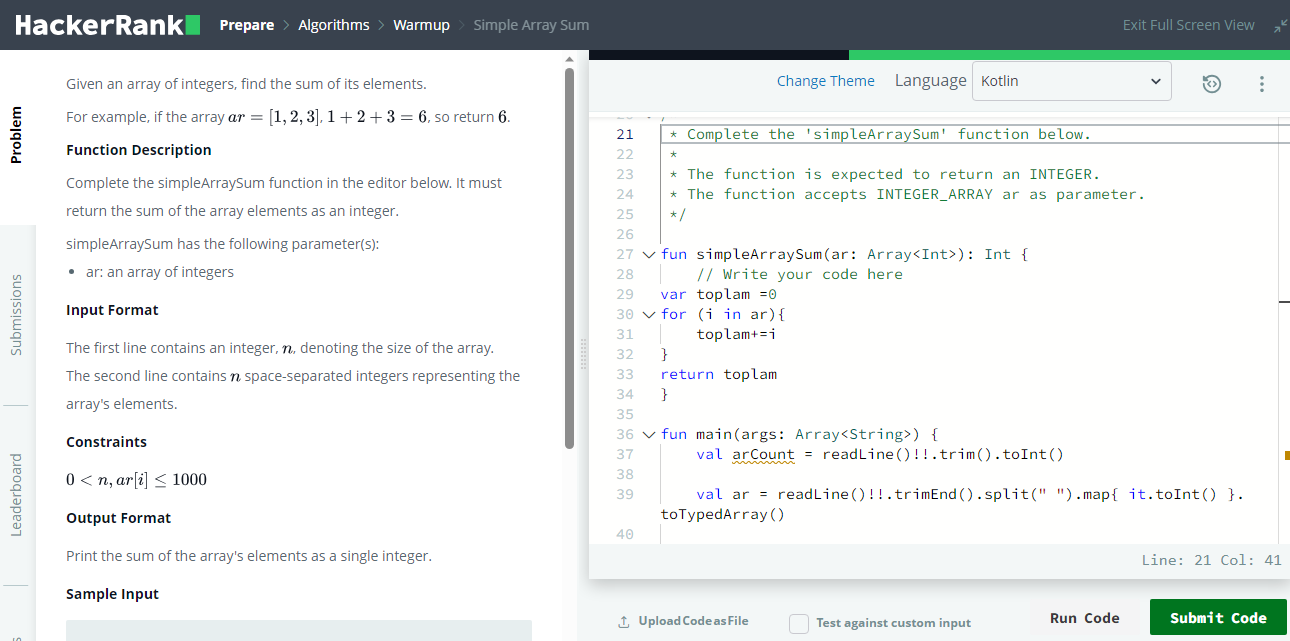 HackerRank Prepare > Algorithms > Warmup > Simple Array Sum Exit Full Screen View
Problem
Submissions
Leaderboard
Given an array of integers, find the sum of its elements.
For example, if the array ar = [1, 2, 3], 1 + 2 + 3 = 6, so return 6.
Function Description
Complete the simpleArraySum function in the editor below. It must
return the sum of the array elements as an integer.
simpleArraySum has the following parameter(s):
• ar: an array of integers
Input Format
The first line contains an integer, n, denoting the size of the array.
The second line contains n space-separated integers representing the
array's elements.
Constraints
0 < n, ar[i] ≤ 1000
Output Format
Print the sum of the array's elements as a single integer.
Sample Input
Change Theme Language Kotlin
21 * Complete the 'simpleArraySum' function below.
22 *
23 * The function is expected to return an INTEGER.
24 * The function accepts INTEGER_ARRAY ar as parameter.
25 */
26
27 fun simpleArraySum(ar: Array<Int>): Int {
28 // Write your code here
29 var toplam =0
30 for (i in ar){
31 toplam+=i
32 }
33 return toplam
34 }
35
36 fun main(args: Array<String>) {
37 val arCount = readLine()!!.trim().toInt()
38
39 val ar = readLine()!!.trimEnd().split(" ").map{ it.toInt() }.
toTypedArray()
40
Line: 21 Col: 41
Upload Code as File Test against custom input Run Code Submit Code